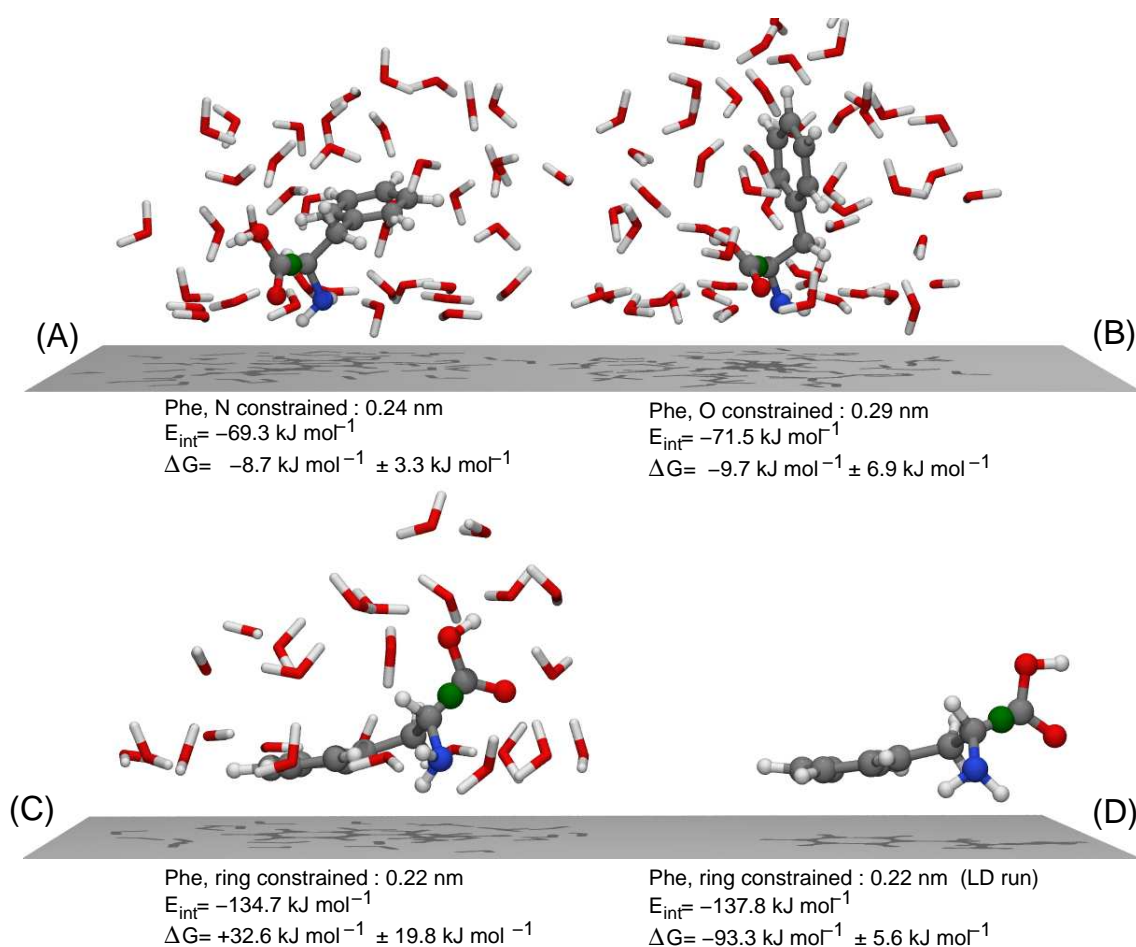 (A)
(B)
Phe, N constrained : 0.24 nm
E_int= −69.3 kJ mol⁻¹
ΔG= −8.7 kJ mol⁻¹ ± 3.3 kJ mol⁻¹
Phe, O constrained : 0.29 nm
E_int= −71.5 kJ mol⁻¹
ΔG= −9.7 kJ mol⁻¹ ± 6.9 kJ mol⁻¹
(C)
(D)
Phe, ring constrained : 0.22 nm
E_int= −134.7 kJ mol⁻¹
ΔG= +32.6 kJ mol⁻¹ ± 19.8 kJ mol⁻¹
Phe, ring constrained : 0.22 nm (LD run)
E_int= −137.8 kJ mol⁻¹
ΔG= −93.3 kJ mol⁻¹ ± 5.6 kJ mol⁻¹